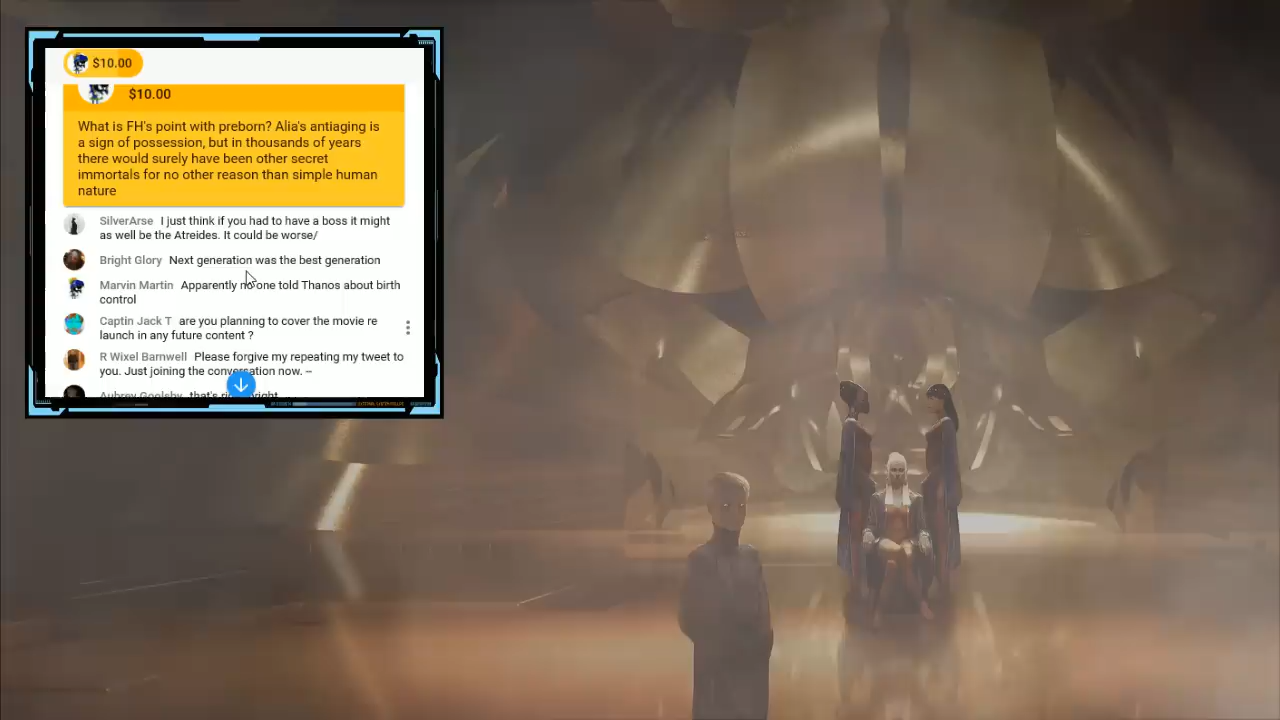 $10.00
$10.00
What is FH's point with preborn? Alia's antiaging is
a sign of possession, but in thousands of years
there would surely have been other secret
immortals for no other reason than simple human
nature
SilverArse I just think if you had to have a boss it might
as well be the Atreides. It could be worse/
Bright Glory Next generation was the best generation
Marvin Martin Apparently no one told Thanos about birth
control
Captin Jack T are you planning to cover the movie re
launch in any future content ?
R Wixel Barnwell Please forgive my repeating my tweet to
you. Just joining the conversation now. --
Aubrey Goolsby that's right